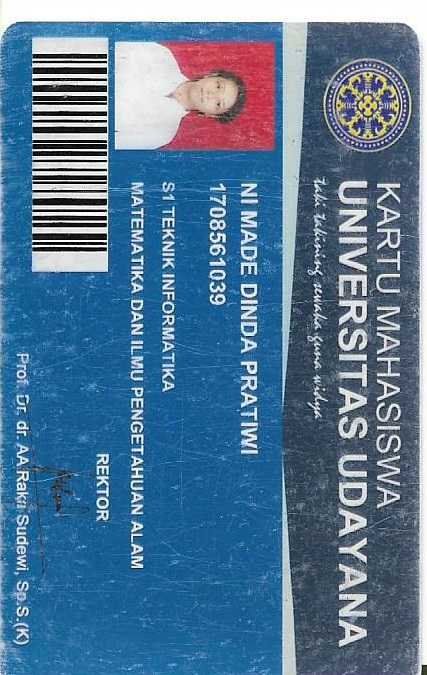 KARTU MAHASISWA
UNIVERSITAS UDAYANA
taki takining sewaka guna widya
NI MADE DINDA PRATIWI
1708561039
S1 TEKNIK INFORMATIKA
MATEMATIKA DAN ILMU PENGETAHUAN ALAM
REKTOR
Prof. Dr. dr. AA Raka Sudewi, Sp.S.(K)